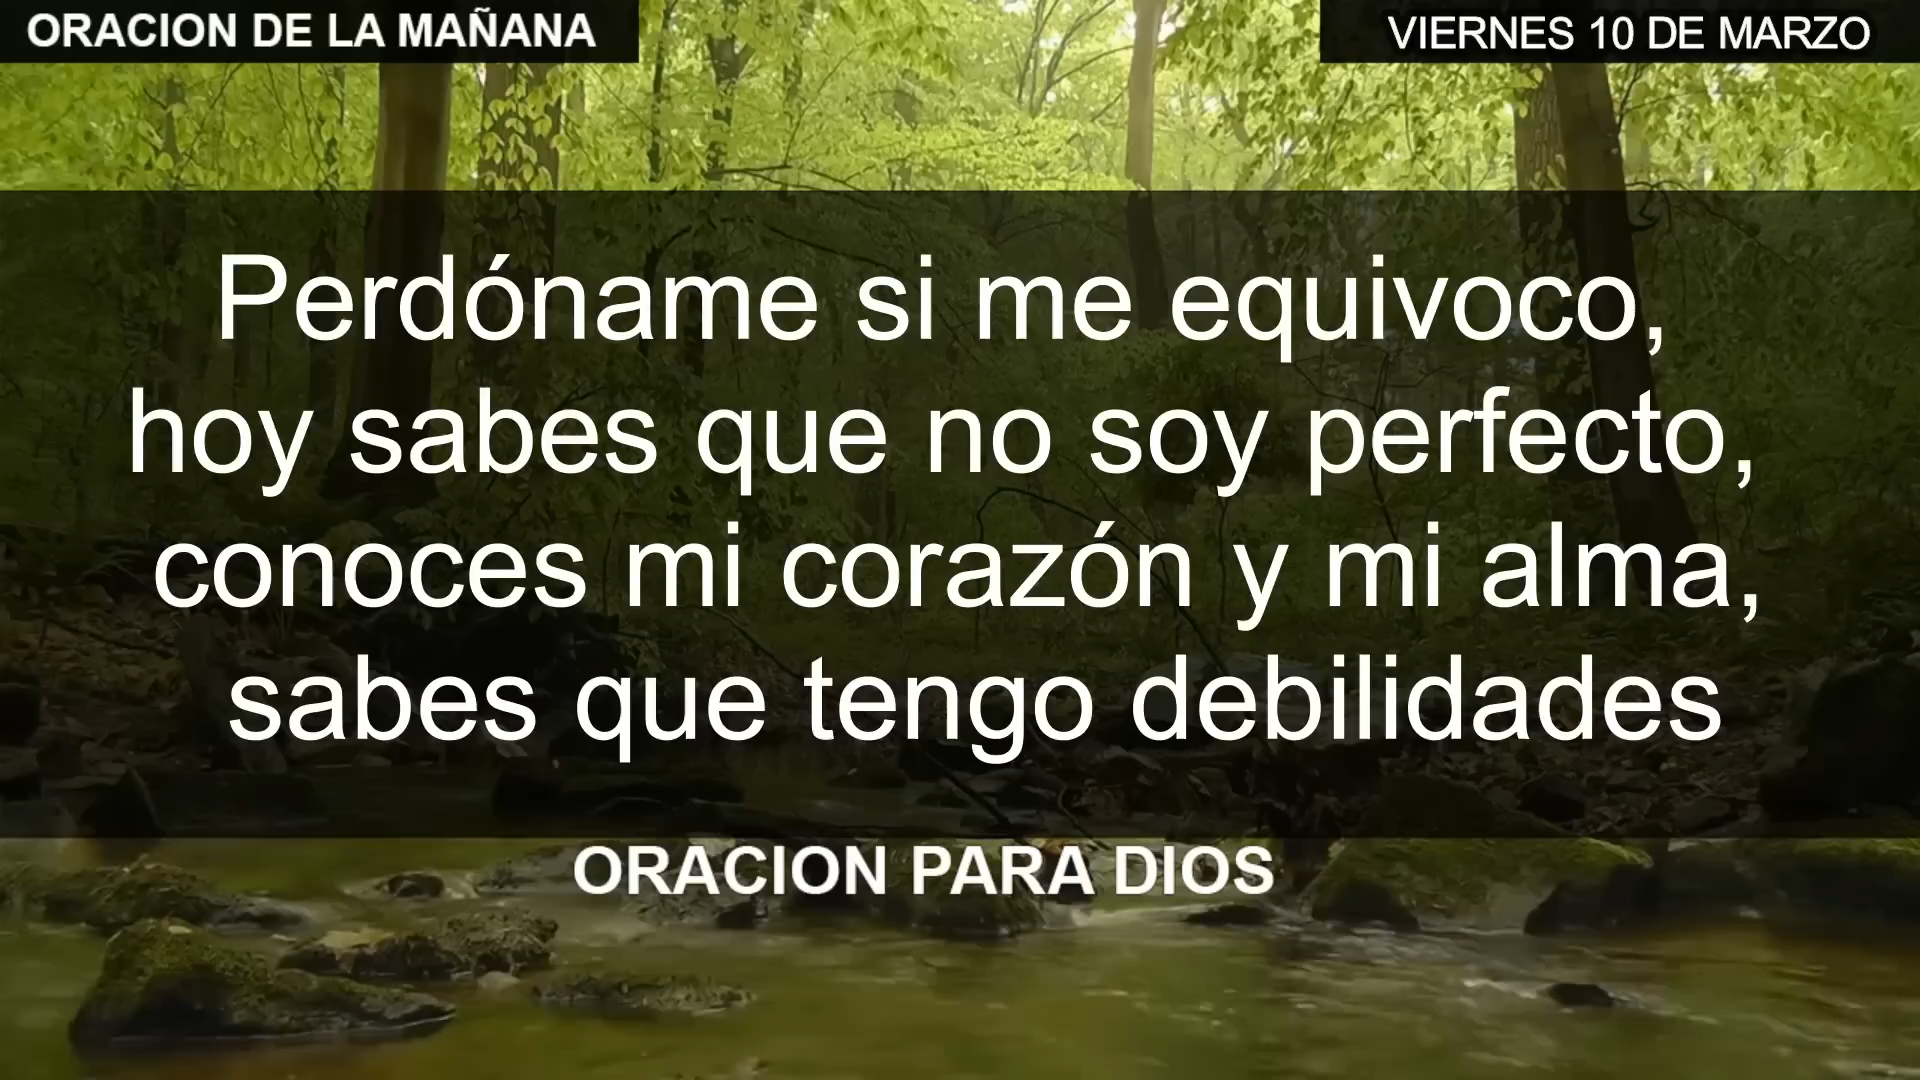 ORACION DE LA MAÑANA
VIERNES 10 DE MARZO
Perdóname si me equivoco,
hoy sabes que no soy perfecto,
conoces mi corazón y mi alma,
sabes que tengo debilidades
ORACION PARA DIOS